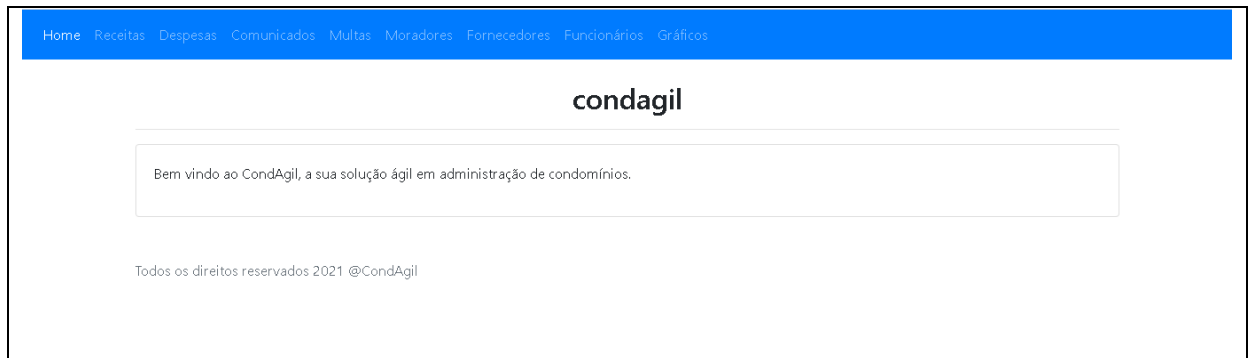 Home Receitas Despesas Comunicados Multas Moradores Fornecedores Funcionários Gráficos
condagil
Bem vindo ao CondAgil, a sua solução ágil em administração de condomínios.
Todos os direitos reservados 2021 @CondAgil